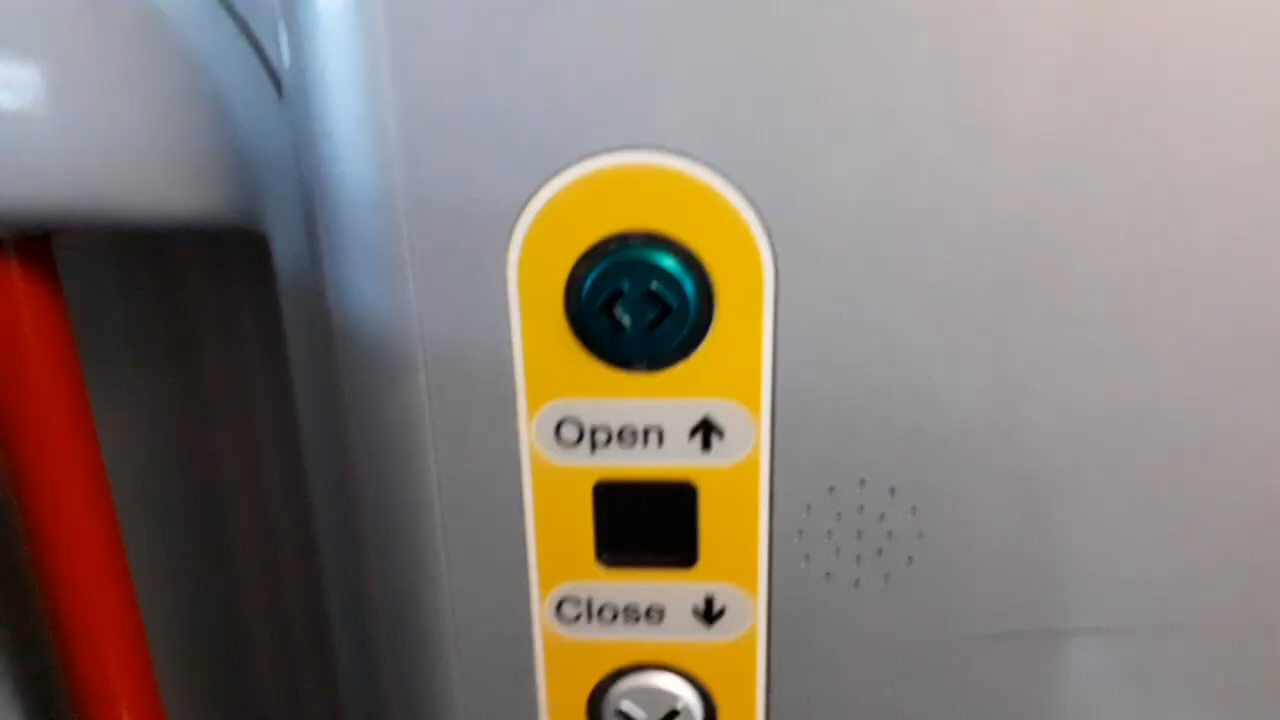 Open ↑
Close ↓